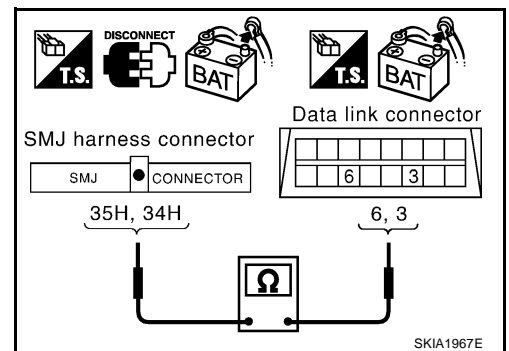 DISCONNECT
T.S.
BAT
T.S.
BAT
Data link connector
SMJ harness connector
SMJ
CONNECTOR
6 3
35H, 34H
6, 3
Ω
SKIA1967E